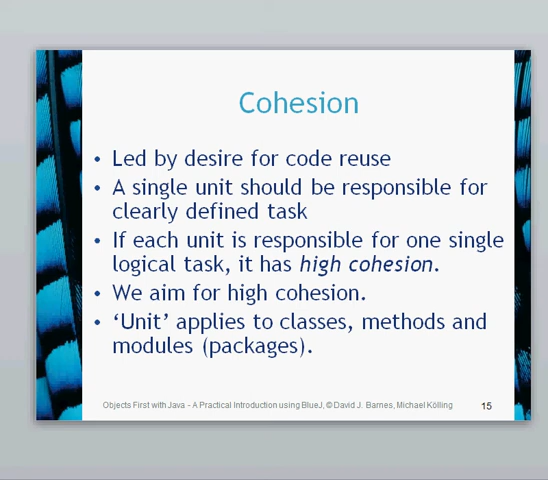 Cohesion
• Led by desire for code reuse
• A single unit should be responsible for
clearly defined task
• If each unit is responsible for one single
logical task, it has high cohesion.
• We aim for high cohesion.
• ‘Unit’ applies to classes, methods and
modules (packages).
Objects First with Java - A Practical Introduction using BlueJ, © David J. Barnes, Michael Kölling
15